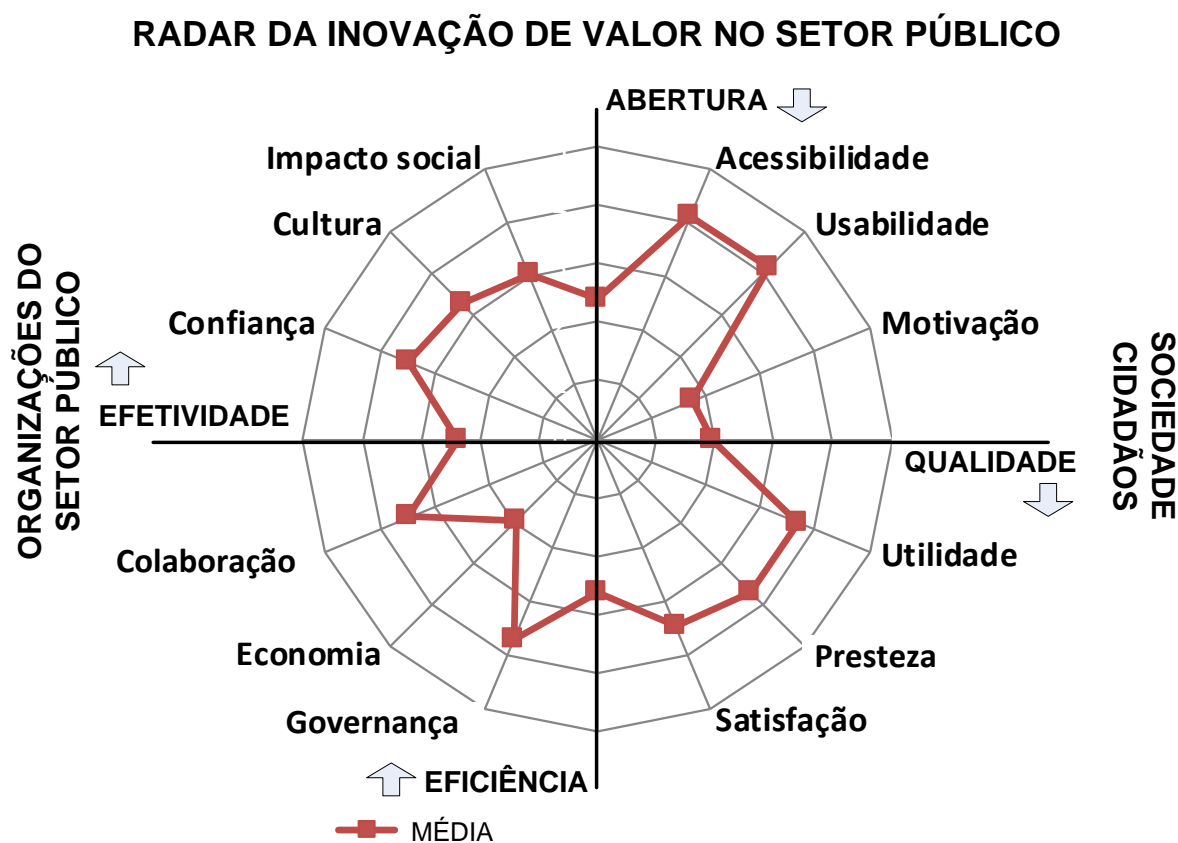 RADAR DA INOVAÇÃO DE VALOR NO SETOR PÚBLICO
ABERTURA
Acessibilidade
Usabilidade
Motivação
SOCIEDADE
CIDADÃOS
QUALIDADE
Utilidade
Presteza
Satisfação
EFICIÊNCIA
Governança
Economia
Colaboração
EFETIVIDADE
ORGANIZAÇÕES DO
SETOR PÚBLICO
Confiança
Cultura
Impacto social
MÉDIA